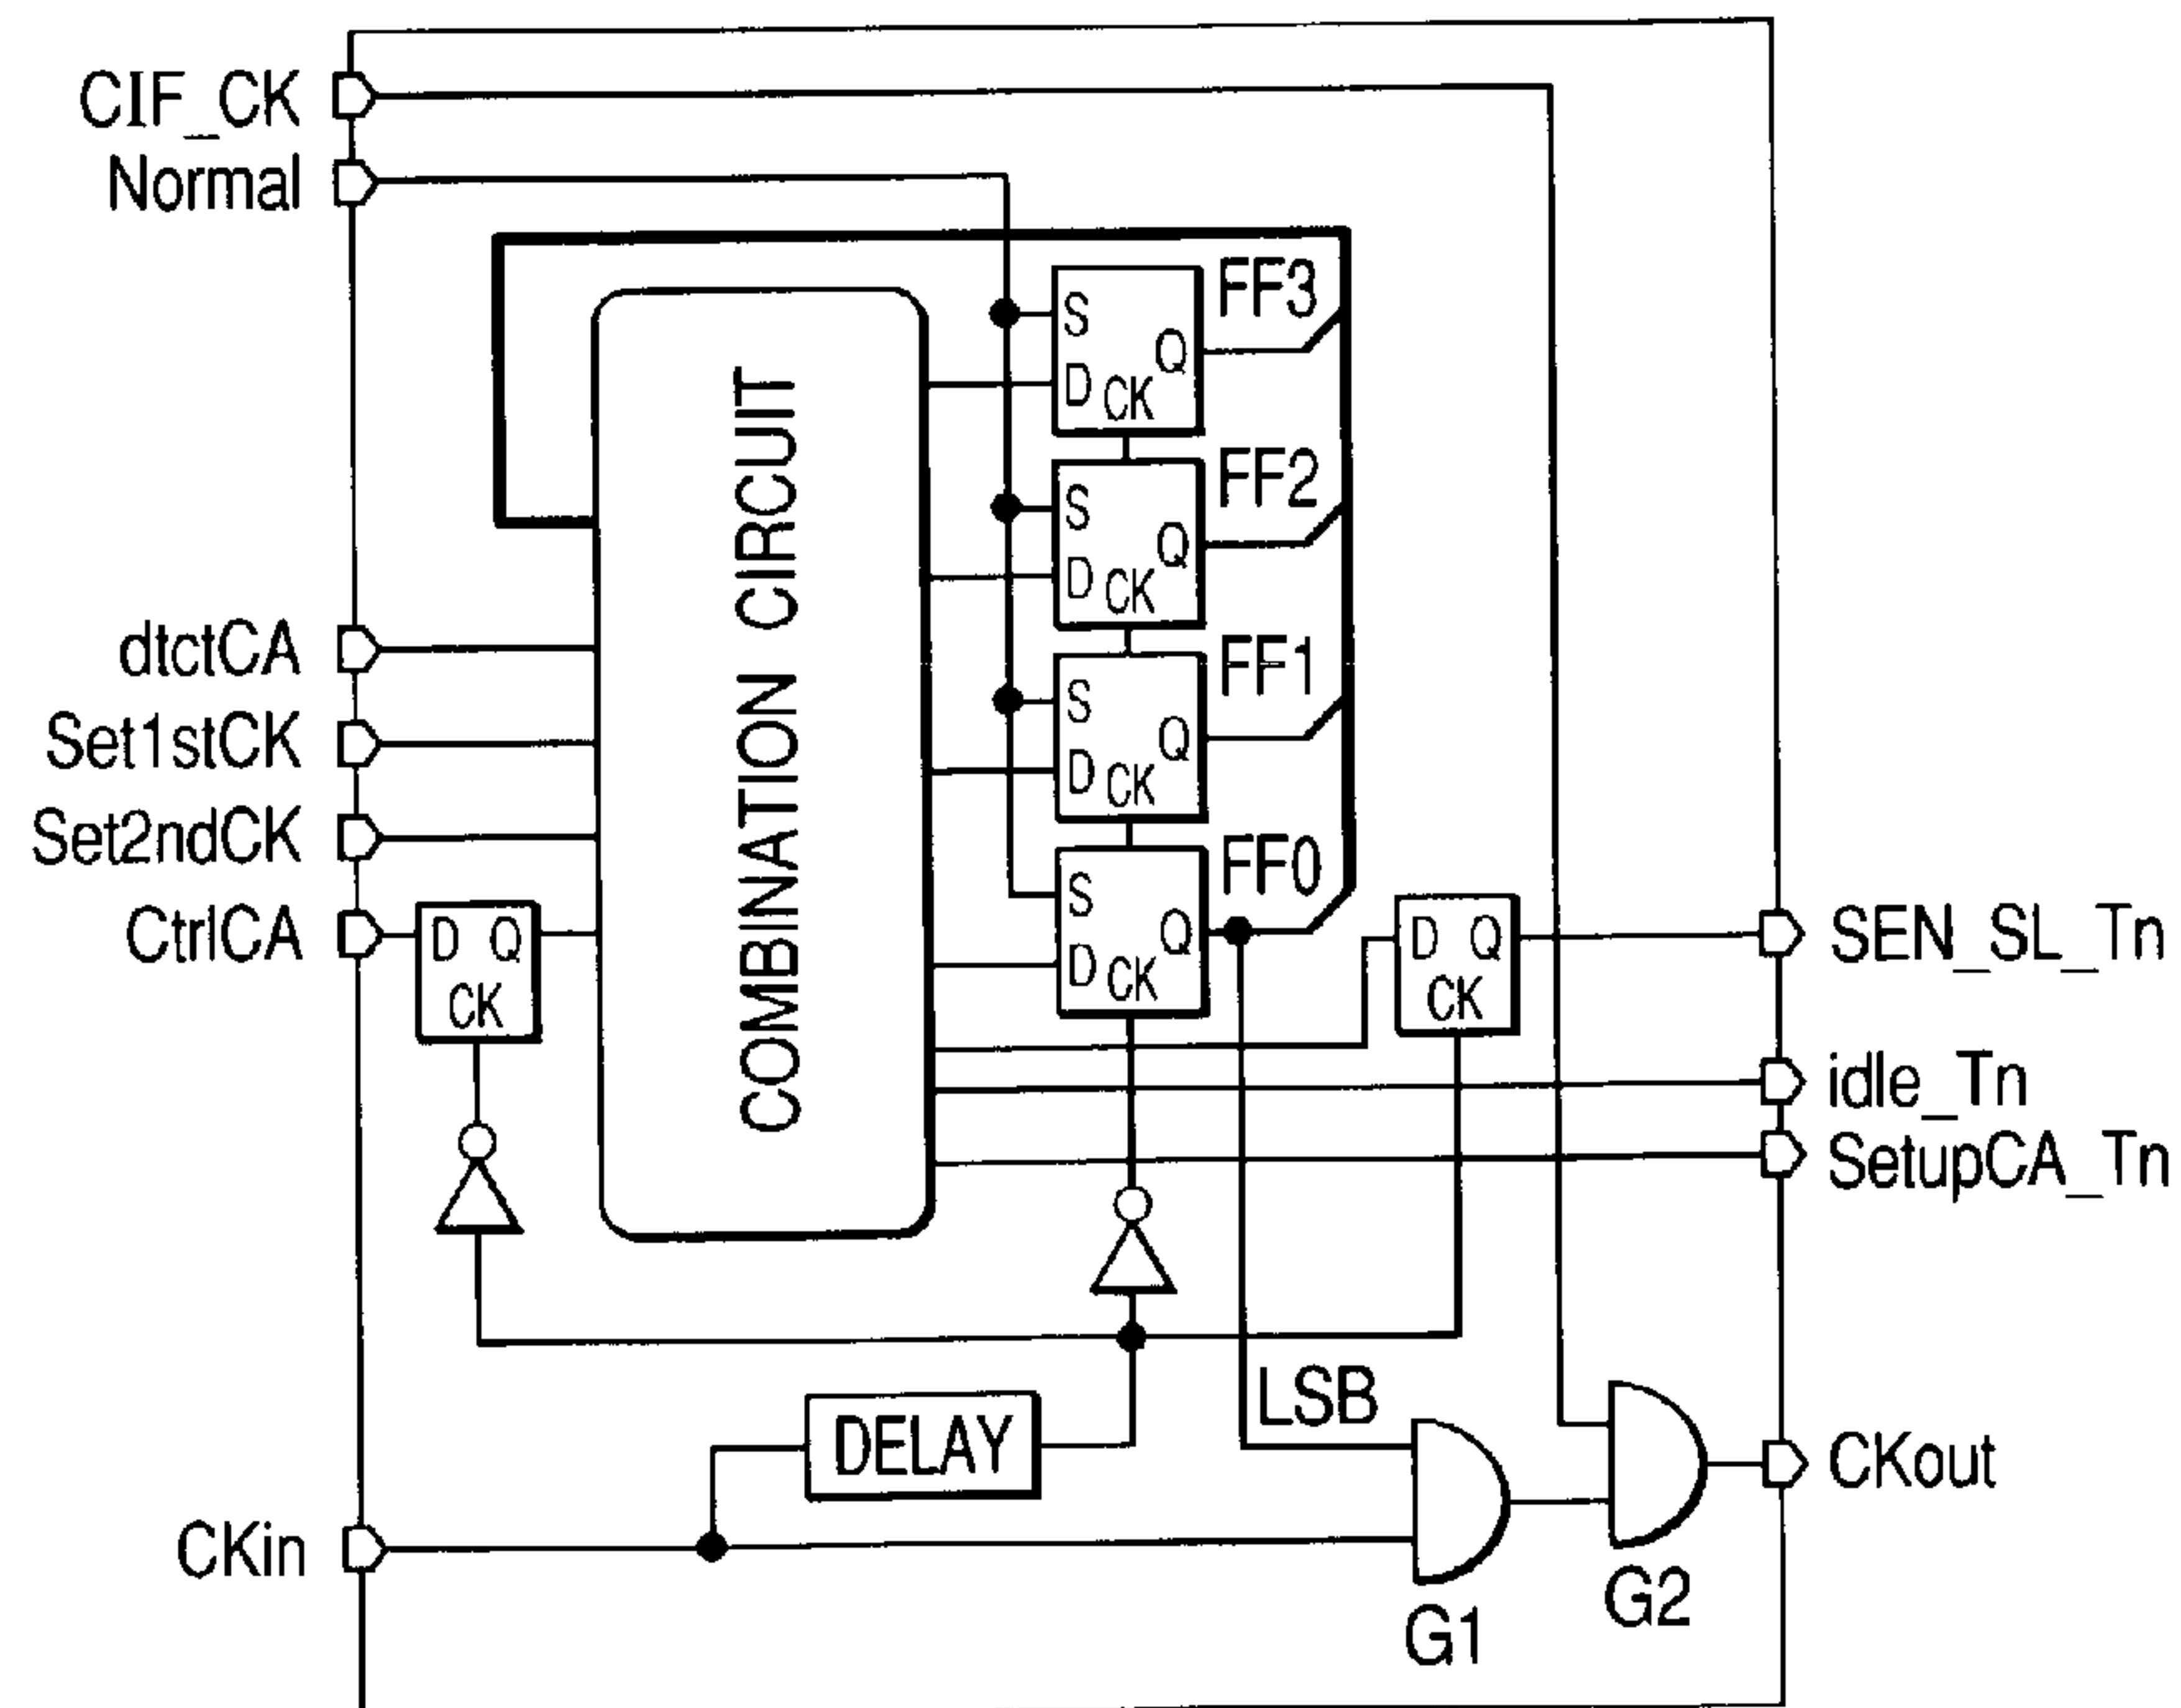 CIF_CK
Normal
dtctCA
Set1stCK
Set2ndCK
CtrlCA
CKin
D Q
CK
COMBINATION CIRCUIT
S
D
CK
Q
FF3
S
D
CK
Q
FF2
S
D
CK
Q
FF1
S
D
CK
Q
FF0
D Q
CK
DELAY
LSB
G1
G2
SEN_SL_Tn
idle_Tn
SetupCA_Tn
CKout